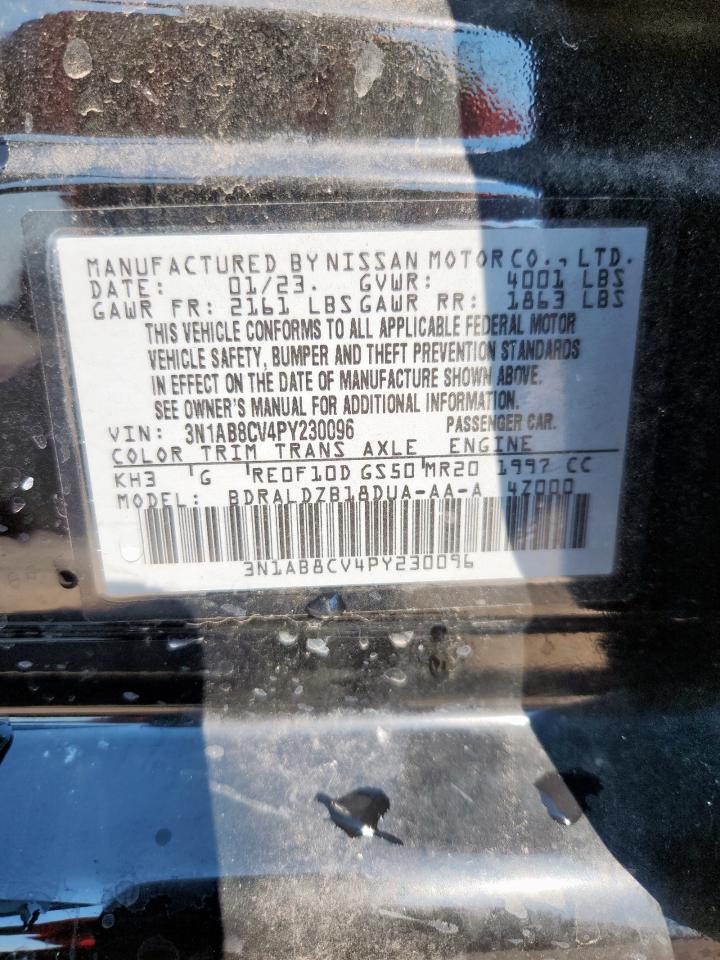 MANUFACTURED BY NISSAN MOTOR CO., LTD.
DATE: 01/23. GVWR: 4001 LBS
GAWR FR: 2161 LBS GAWR RR: 1863 LBS
THIS VEHICLE CONFORMS TO ALL APPLICABLE FEDERAL MOTOR
VEHICLE SAFETY, BUMPER AND THEFT PREVENTION STANDARDS
IN EFFECT ON THE DATE OF MANUFACTURE SHOWN ABOVE.
SEE OWNER'S MANUAL FOR ADDITIONAL INFORMATION.
VIN: 3N1AB8CV4PY230096 PASSENGER CAR.
COLOR TRIM TRANS AXLE ENGINE
KH3 G RE0F10D GS50 MR20 1997 CC
MODEL: BDRALDZB18DUA-AA-A 4Z000
3N1AB8CV4PY230096